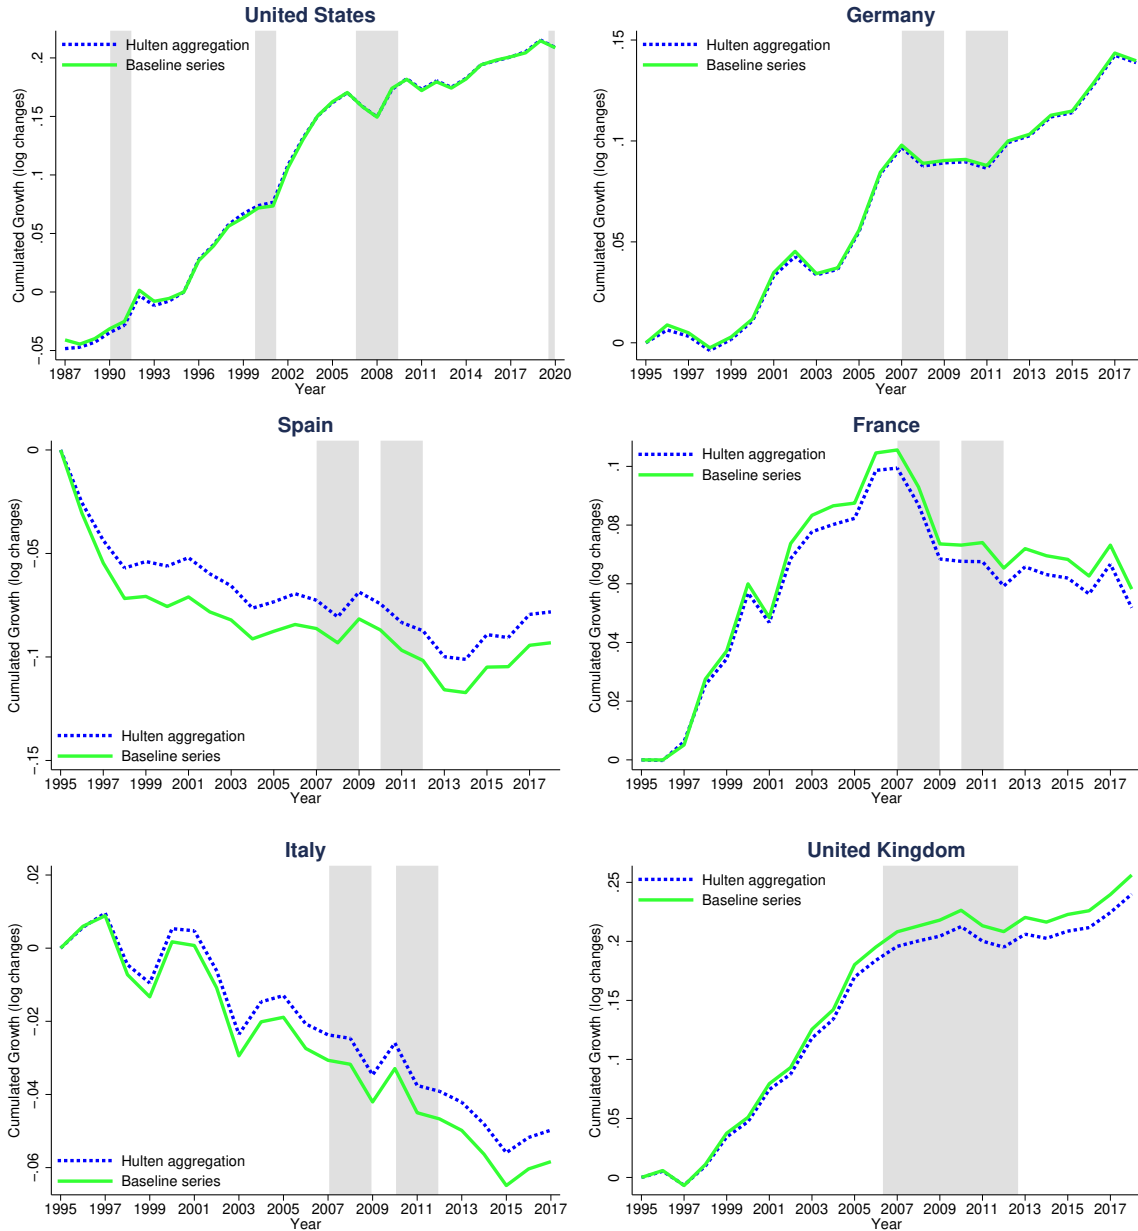 United States
Hulten aggregation
Baseline series
Cumulated Growth (log changes)
.2
.15
.1
.05
0
-.05
1987 1990 1993 1996 1999 2002 2005 2008 2011 2014 2017 2020
Year
Germany
Hulten aggregation
Baseline series
Cumulated Growth (log changes)
.15
.1
.05
0
1995 1997 1999 2001 2003 2005 2007 2009 2011 2013 2015 2017
Year
Spain
Cumulated Growth (log changes)
0
-.05
-.1
-.15
Hulten aggregation
Baseline series
1995 1997 1999 2001 2003 2005 2007 2009 2011 2013 2015 2017
Year
France
Hulten aggregation
Baseline series
Cumulated Growth (log changes)
.1
.08
.06
.04
.02
0
1995 1997 1999 2001 2003 2005 2007 2009 2011 2013 2015 2017
Year
Italy
Cumulated Growth (log changes)
.02
0
-.02
-.04
-.06
Hulten aggregation
Baseline series
1995 1997 1999 2001 2003 2005 2007 2009 2011 2013 2015 2017
Year
United Kingdom
Hulten aggregation
Baseline series
Cumulated Growth (log changes)
.25
.2
.15
.1
.05
0
1995 1997 1999 2001 2003 2005 2007 2009 2011 2013 2015 2017
Year